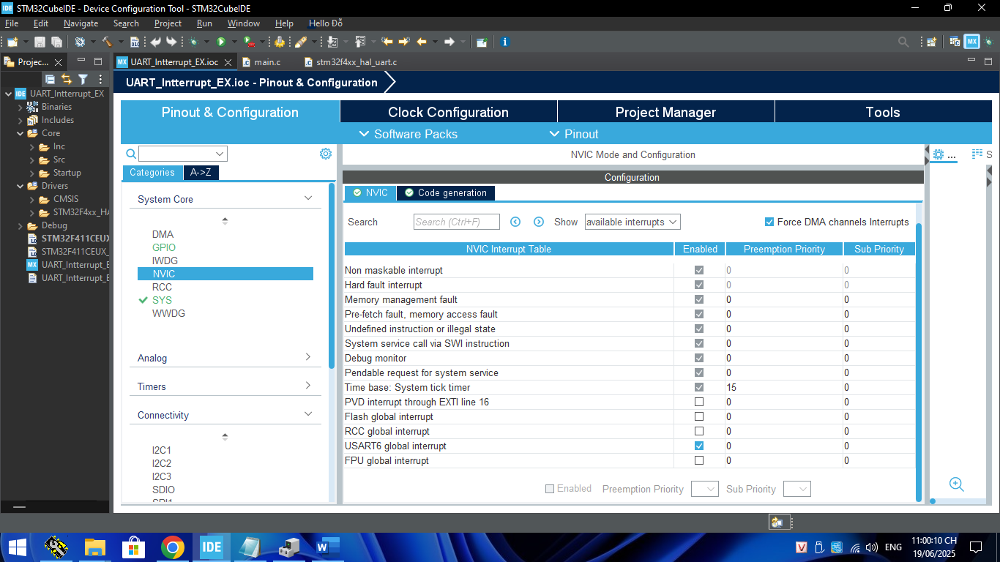 IDE STM32CubeIDE - Device Configuration Tool - STM32CubeIDE
File Edit Navigate Search Project Run Window Help Hello Đỗ
Projec...
MX UART_Intterrupt_EX.ioc
main.c
stm32f4xx_hal_uart.c
IDE UART_Intterrupt_EX
Binaries
Includes
Core
Inc
Src
Startup
Drivers
CMSIS
STM32F4xx_HA
Debug
STM32F411CEUX
STM32F411CEUX_
MX UART_Intterrupt_E
UART_Intterrupt_E
UART_Intterrupt_EX.ioc - Pinout & Configuration
Pinout & Configuration
Clock Configuration
Project Manager
Tools
Software Packs
Pinout
Categories
A->Z
System Core
DMA
GPIO
IWDG
NVIC
RCC
SYS
WWDG
Analog
Timers
Connectivity
I2C1
I2C2
I2C3
SDIO
SPI1
NVIC Mode and Configuration
Configuration
NVIC
Code generation
Search Search (Ctrl+F) Show available interrupts Force DMA channels Interrupts
NVIC Interrupt Table Enabled Preemption Priority Sub Priority
Non maskable interrupt 0 0
Hard fault interrupt 0 0
Memory management fault 0 0
Pre-fetch fault, memory access fault 0 0
Undefined instruction or illegal state 0 0
System service call via SWI instruction 0 0
Debug monitor 0 0
Pendable request for system service 0 0
Time base: System tick timer 15 0
PVD interrupt through EXTI line 16 0 0
Flash global interrupt 0 0
RCC global interrupt 0 0
USART6 global interrupt 0 0
FPU global interrupt 0 0
Enabled Preemption Priority Sub Priority
...
S
IDE
W
V
ENG
11:00:10 CH
19/06/2025